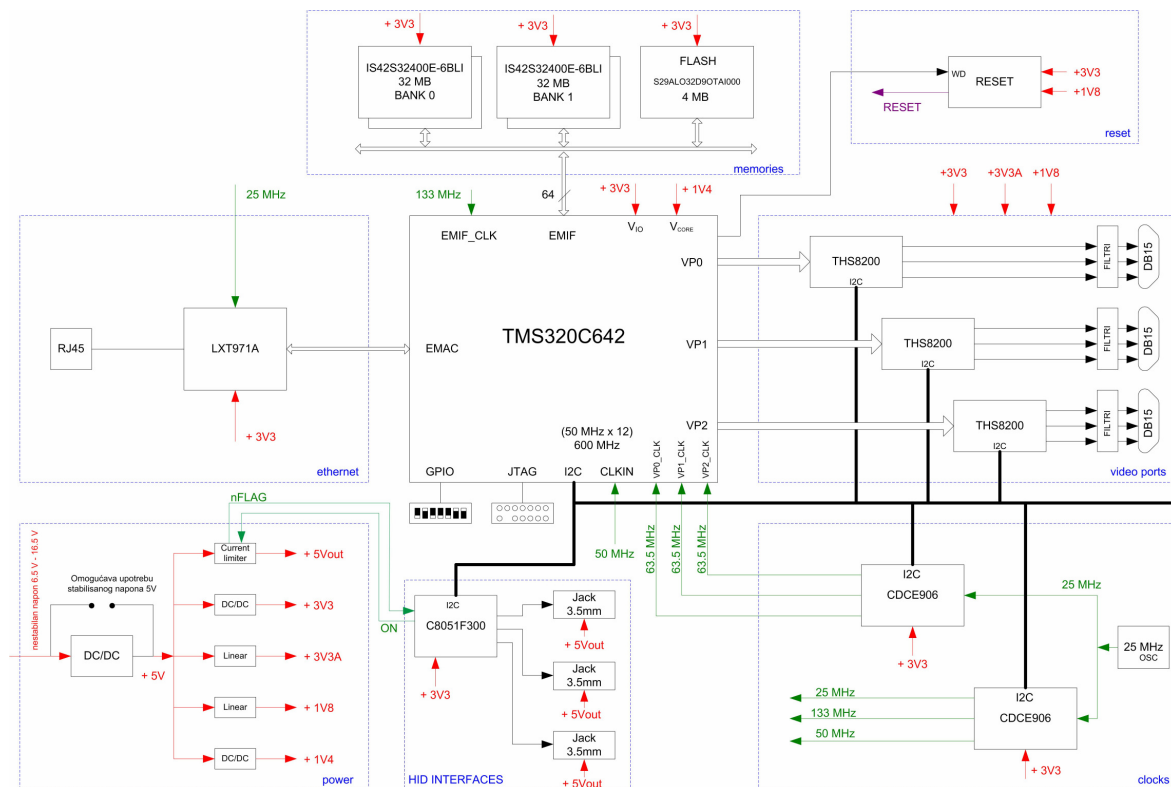 + 3V3
+ 3V3
+ 3V3
IS42S32400E-6BLI
32 MB
BANK 0
IS42S32400E-6BLI
32 MB
BANK 1
FLASH
S29ALO32D9OTAI000
4 MB
memories
WD
RESET
+3V3
+1V8
RESET
reset
25 MHz
133 MHz
64
+ 3V3
+ 1V4
EMIF_CLK
EMIF
VIO
VCORE
VP0
EMAC
TMS320C642
VP1
VP2
(50 MHz x 12)
600 MHz
GPIO
JTAG
I2C
CLKIN
VP0_CLK
VP1_CLK
VP2_CLK
RJ45
LXT971A
+ 3V3
ethernet
+3V3
+3V3A
+1V8
THS8200
I2C
FILTRI
DB15
THS8200
I2C
FILTRI
DB15
THS8200
I2C
FILTRI
DB15
video ports
nFLAG
nestabilan napon 6.5 V - 16.5 V
Omogućava upotrebu
stabilisanog napona 5V
DC/DC
+ 5V
Current
limiter
+ 5Vout
DC/DC
+ 3V3
Linear
+ 3V3A
Linear
+ 1V8
DC/DC
+ 1V4
power
ON
I2C
C8051F300
+ 3V3
Jack
3.5mm
+ 5Vout
Jack
3.5mm
+ 5Vout
Jack
3.5mm
+ 5Vout
HID INTERFACES
50 MHz
63.5 MHz
63.5 MHz
63.5 MHz
I2C
CDCE906
+ 3V3
25 MHz
25 MHz
OSC
25 MHz
133 MHz
50 MHz
I2C
CDCE906
+ 3V3
clocks